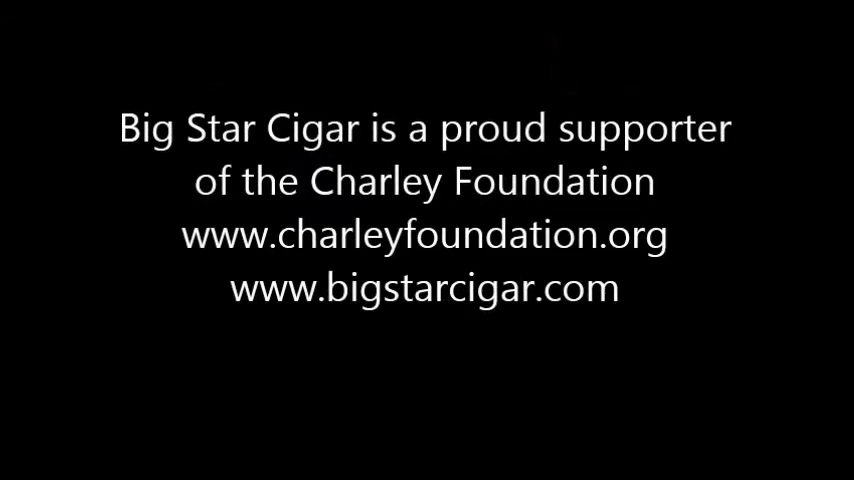 Big Star Cigar is a proud supporter
of the Charley Foundation
www.charleyfoundation.org
www.bigstarcigar.com